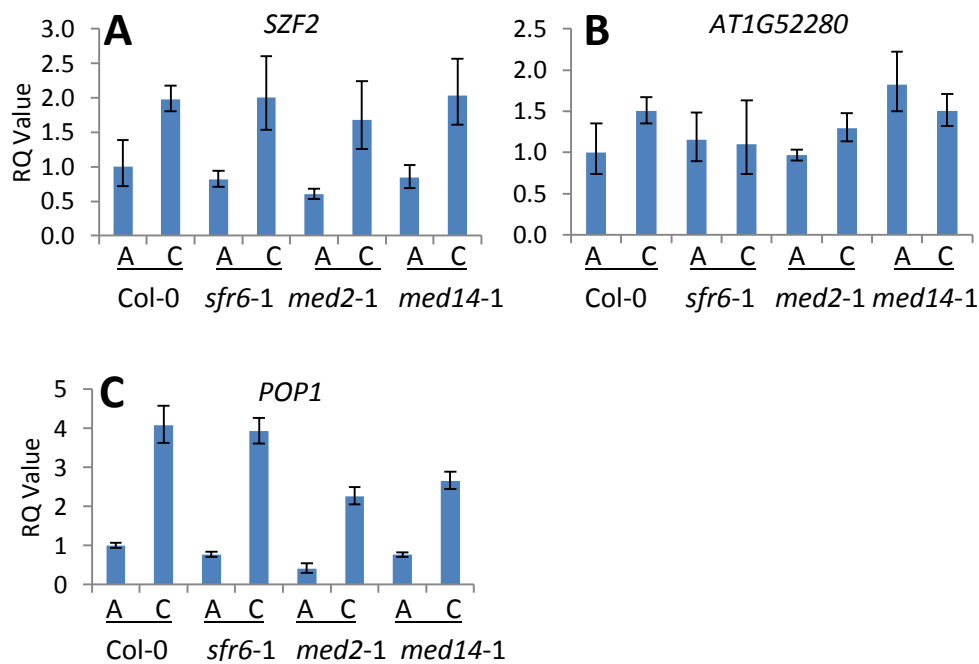 A
SZF2
RQ Value
3.0
2.5
2.0
1.5
1.0
0.5
0.0
A C A C A C A C
Col-0 sfr6-1 med2-1 med14-1
B
AT1G52280
2.5
2.0
1.5
1.0
0.5
0.0
A C A C A C A C
Col-0 sfr6-1 med2-1 med14-1
C
POP1
RQ Value
5
4
3
2
1
0
A C A C A C A C
Col-0 sfr6-1 med2-1 med14-1